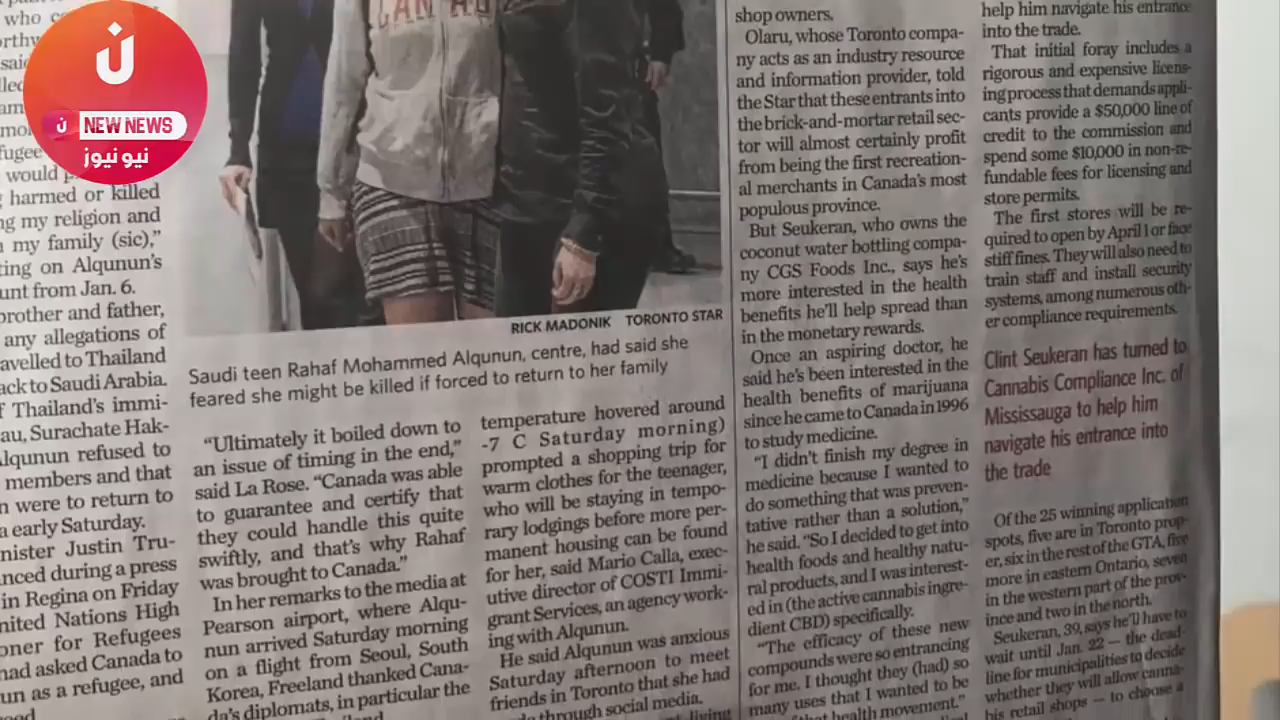 ن
ن NEW NEWS
نيو نيوز
who
said
would
harmed or killed
my religion and
my family (sic),”
ting on Alqunun’s
unt from Jan. 6.
brother and father,
any allegations of
avelled to Thailand
ack to Saudi Arabia.
f Thailand’s immi-
au, Surachate Hak-
lqunun refused to
members and that
n were to return to
a early Saturday.
nister Justin Tru-
nced during a press
in Regina on Friday
nited Nations High
oner for Refugees
had asked Canada to
un as a refugee, and
RICK MADONIK TORONTO STAR
Saudi teen Rahaf Mohammed Alqunun, centre, had said she
feared she might be killed if forced to return to her family
“Ultimately it boiled down to
an issue of timing in the end,”
said La Rose. “Canada was able
to guarantee and certify that
they could handle this quite
swiftly, and that’s why Rahaf
was brought to Canada.”
In her remarks to the media at
Pearson airport, where Alqu-
nun arrived Saturday morning
on a flight from Seoul, South
Korea, Freeland thanked Cana-
da’s diplomats, in particular the
temperature hovered around
-7 C Saturday morning)
prompted a shopping trip for
warm clothes for the teenager,
who will be staying in tempo-
rary lodgings before more per-
manent housing can be found
for her, said Mario Calla, exec-
utive director of COSTI Immi-
grant Services, an agency work-
ing with Alqunun.
He said Alqunun was anxious
Saturday afternoon to meet
friends in Toronto that she had
through social media.
shop owners.
Olaru, whose Toronto compa-
ny acts as an industry resource
and information provider, told
the Star that these entrants into
the brick-and-mortar retail sec-
tor will almost certainly profit
from being the first recreation-
al merchants in Canada’s most
populous province.
But Seukeran, who owns the
coconut water bottling compa-
ny CGS Foods Inc., says he’s
more interested in the health
benefits he’ll help spread than
in the monetary rewards.
Once an aspiring doctor, he
said he’s been interested in the
health benefits of marijuana
since he came to Canada in 1996
to study medicine.
“I didn’t finish my degree in
medicine because I wanted to
do something that was preven-
tative rather than a solution,”
he said. “So I decided to get into
health foods and healthy natu-
ral products, and I was interest-
ed in (the active cannabis ingre-
dient CBD) specifically.
“The efficacy of these new
compounds were so entrancing
for me. I thought they (had) so
many uses that I wanted to be
that health movement.”
help him navigate his entrance
into the trade.
That initial foray includes a
rigorous and expensive licens-
ing process that demands appli-
cants provide a $50,000 line of
credit to the commission and
spend some $10,000 in non-re-
fundable fees for licensing and
store permits.
The first stores will be re-
quired to open by April 1 or face
stiff fines. They will also need to
train staff and install security
systems, among numerous oth-
er compliance requirements.
Clint Seukeran has turned to
Cannabis Compliance Inc. of
Mississauga to help him
navigate his entrance into
the trade
Of the 25 winning application
spots, five are in Toronto prop-
er, six in the rest of the GTA, five
more in eastern Ontario, seven
in the western part of the prov-
ince and two in the north.
Seukeran, 39, says he’ll have to
wait until Jan. 22 — the dead-
line for municipalities to decide
whether they will allow canna-
bis retail shops — to choose a